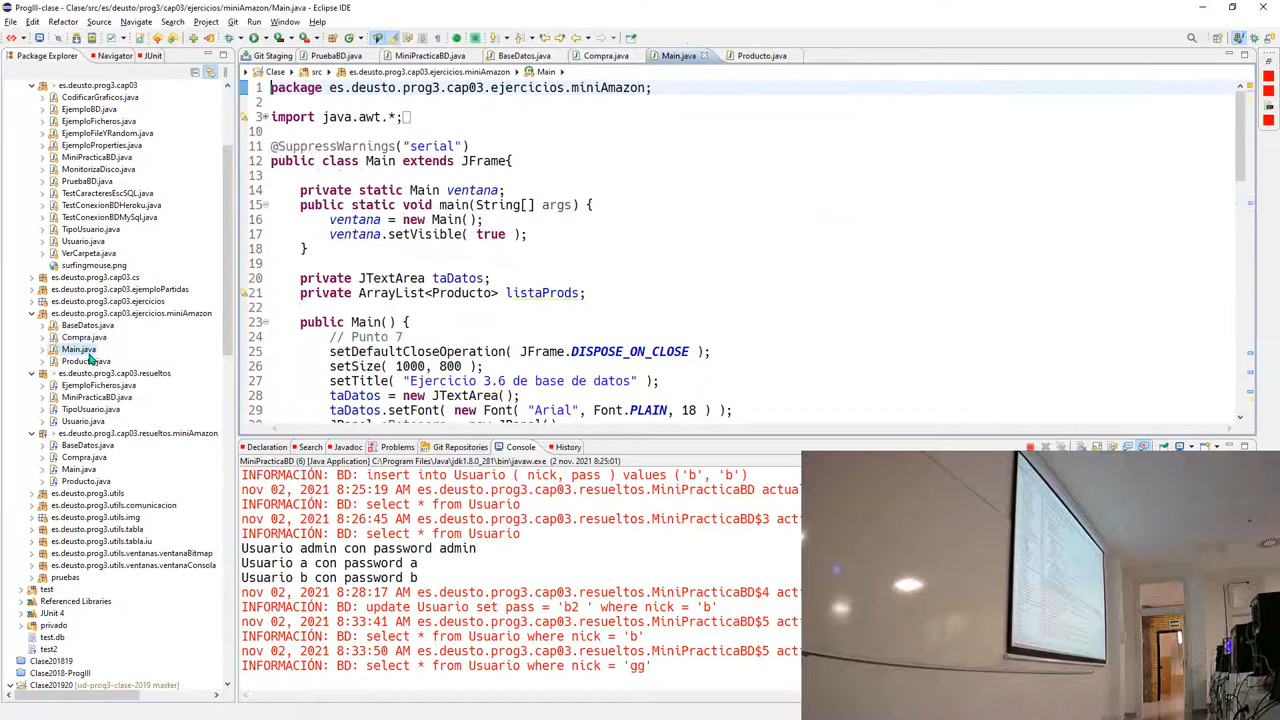 ProgIII-clase - Clase/src/es/deusto/prog3/cap03/ejercicios/miniAmazon/Main.java - Eclipse IDE
File Edit Refactor Source Navigate Search Project Git Run Window Help
Package Explorer Navigator JUnit
Git Staging PruebaBD.java MiniPracticaBD.java BaseDatos.java Compra.java Main.java Producto.java
Clase src es.deusto.prog3.cap03.ejercicios.miniAmazon Main
es.deusto.prog3.cap03
CodificarGraficos.java
EjemploBD.java
EjemploFicheros.java
EjemploFileYRandom.java
EjemploProperties.java
MiniPracticaBD.java
MonitorizaDisco.java
PruebaBD.java
TestCaracteresEscSQL.java
TestConexionBDHeroku.java
TestConexionBDMySql.java
TipoUsuario.java
Usuario.java
VerCarpeta.java
surfingmouse.png
es.deusto.prog3.cap03.cs
es.deusto.prog3.cap03.ejemploPartidas
es.deusto.prog3.cap03.ejercicios
es.deusto.prog3.cap03.ejercicios.miniAmazon
BaseDatos.java
Compra.java
Main.java
Producto.java
> es.deusto.prog3.cap03.resueltos
EjemploFicheros.java
MiniPracticaBD.java
TipoUsuario.java
Usuario.java
> es.deusto.prog3.cap03.resueltos.miniAmazon
BaseDatos.java
Compra.java
Main.java
Producto.java
es.deusto.prog3.utils
es.deusto.prog3.utils.comunicacion
es.deusto.prog3.utils.img
es.deusto.prog3.utils.tabla
es.deusto.prog3.utils.tabla.iu
es.deusto.prog3.utils.ventanas.ventanaBitmap
es.deusto.prog3.utils.ventanas.ventanaConsola
pruebas
test
Referenced Libraries
JUnit 4
privado
test.db
test2
Clase201819
Clase2018-ProgIII
Clase201920 [ud-prog3-clase-2019 master]
1 package es.deusto.prog3.cap03.ejercicios.miniAmazon;
2
3 import java.awt.*;
10
11 @SuppressWarnings("serial")
12 public class Main extends JFrame{
13
14 private static Main ventana;
15 public static void main(String[] args) {
16 ventana = new Main();
17 ventana.setVisible( true );
18 }
19
20 private JTextArea taDatos;
21 private ArrayList<Producto> listaProds;
22
23 public Main() {
24 // Punto 7
25 setDefaultCloseOperation( JFrame.DISPOSE_ON_CLOSE );
26 setSize( 1000, 800 );
27 setTitle( "Ejercicio 3.6 de base de datos" );
28 taDatos = new JTextArea();
29 taDatos.setFont( new Font( "Arial", Font.PLAIN, 18 ) );
Declaration Search Javadoc Problems Git Repositories Console History
MiniPracticaBD (6) [Java Application] C:\Program Files\Java\jdk1.8.0_281\bin\javaw.exe (2 nov. 2021 8:25:01)
INFORMACIÓN: BD: insert into Usuario ( nick, pass ) values ('b', 'b')
nov 02, 2021 8:25:19 AM es.deusto.prog3.cap03.resueltos.MiniPracticaBD actua
INFORMACIÓN: BD: select * from Usuario
nov 02, 2021 8:26:45 AM es.deusto.prog3.cap03.resueltos.MiniPracticaBD$3 act
INFORMACIÓN: BD: select * from Usuario
Usuario admin con password admin
Usuario a con password a
Usuario b con password b
nov 02, 2021 8:28:17 AM es.deusto.prog3.cap03.resueltos.MiniPracticaBD$4 act
INFORMACIÓN: BD: update Usuario set pass = 'b2 ' where nick = 'b'
nov 02, 2021 8:33:41 AM es.deusto.prog3.cap03.resueltos.MiniPracticaBD$5 act
INFORMACIÓN: BD: select * from Usuario where nick = 'b'
nov 02, 2021 8:33:50 AM es.deusto.prog3.cap03.resueltos.MiniPracticaBD$5 act
INFORMACIÓN: BD: select * from Usuario where nick = 'gg'